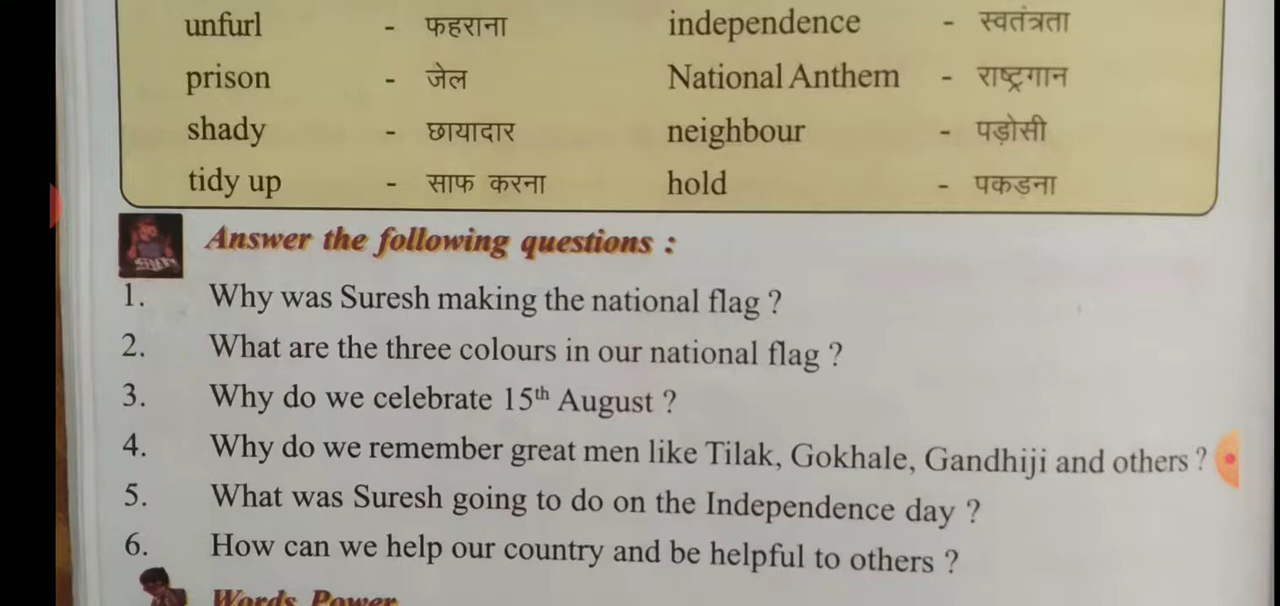 unfurl - फहराना independence - स्वतंत्रता
prison - जेल National Anthem - राष्ट्रगान
shady - छायादार neighbour - पड़ोसी
tidy up - साफ करना hold - पकड़ना
Answer the following questions :
1. Why was Suresh making the national flag ?
2. What are the three colours in our national flag ?
3. Why do we celebrate 15th August ?
4. Why do we remember great men like Tilak, Gokhale, Gandhiji and others ?
5. What was Suresh going to do on the Independence day ?
6. How can we help our country and be helpful to others ?
Words Power